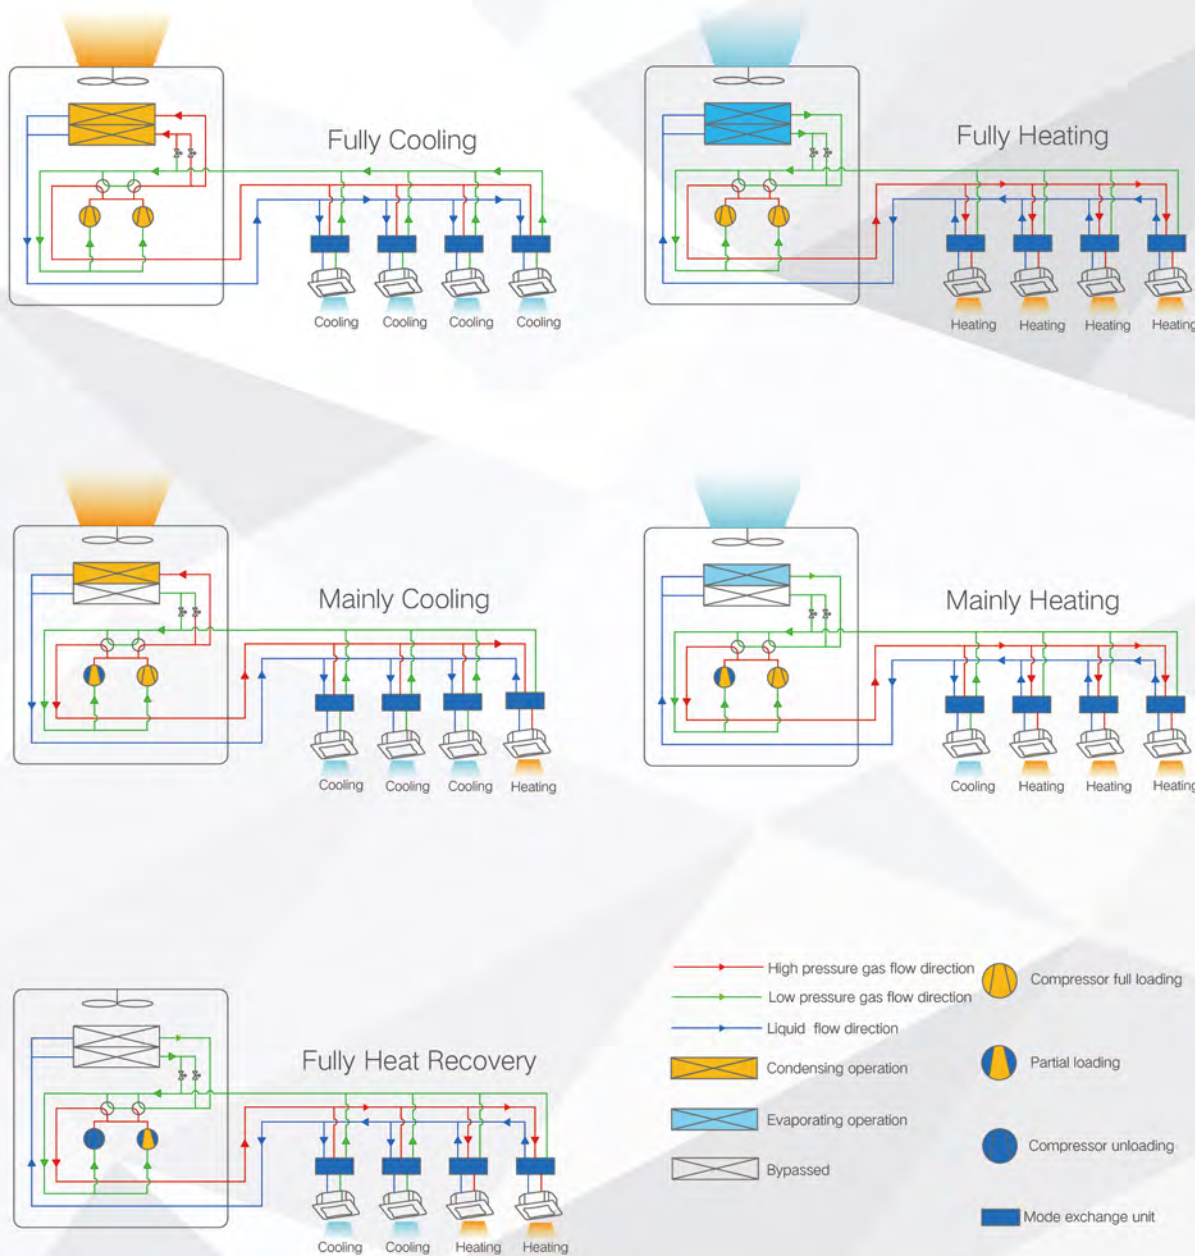 Fully Cooling
Cooling Cooling Cooling Cooling
Fully Heating
Heating Heating Heating Heating
Mainly Cooling
Cooling Cooling Cooling Heating
Mainly Heating
Cooling Heating Heating Heating
Fully Heat Recovery
Cooling Cooling Heating Heating
High pressure gas flow direction
Low pressure gas flow direction
Liquid flow direction
Condensing operation
Evaporating operation
Bypassed
Compressor full loading
Partial loading
Compressor unloading
Mode exchange unit